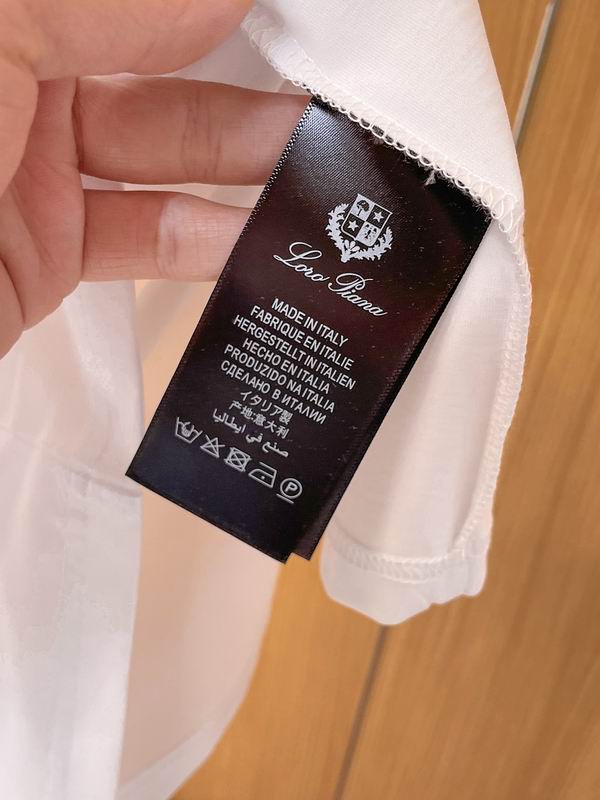 Loro Piana
MADE IN ITALY
FABRIQUE EN ITALIE
HERGESTELLT IN ITALIEN
HECHO EN ITALIA
PRODUZIDO NA ITALIA
СДЕЛАНО В ИТАЛИИ
イタリア製
产地:意大利
صنع في ايطاليا
P